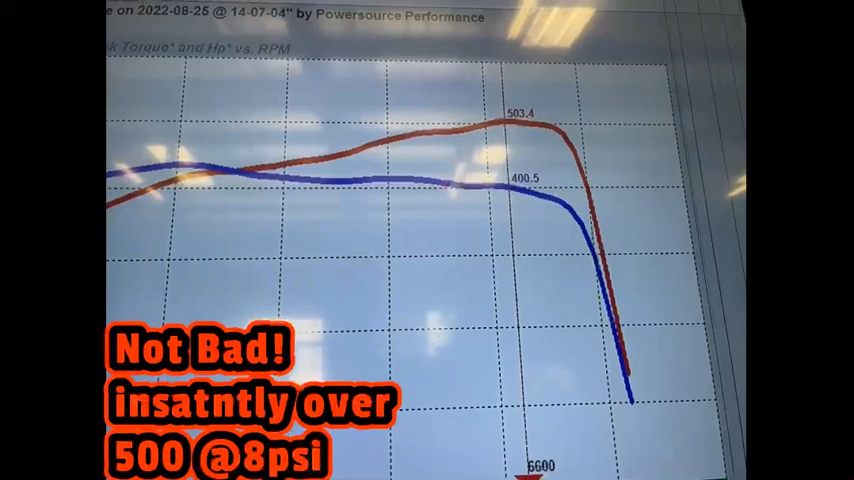 e on 2022-08-25 @ 14-07-04" by Powersource Performance
k Torque* and Hp* vs. RPM
503.4
400.5
Not Bad!
insatntly over
500 @8psi
6600